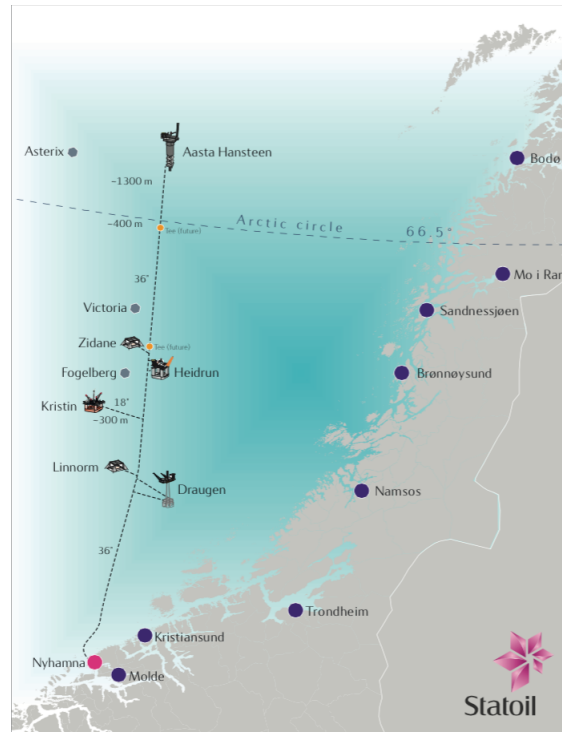 Asterix
Aasta Hansteen
Bodø
~1300 m
~400 m
Arctic circle
66.5°
Tee (future)
Mo i Ran
36"
Victoria
Sandnessjøen
Zidane
Tee (future)
Fogelberg
Heidrun
Brønnøysund
Kristin
18"
~300 m
Linnorm
Draugen
Namsos
36"
Trondheim
Kristiansund
Nyhamna
Molde
Statoil